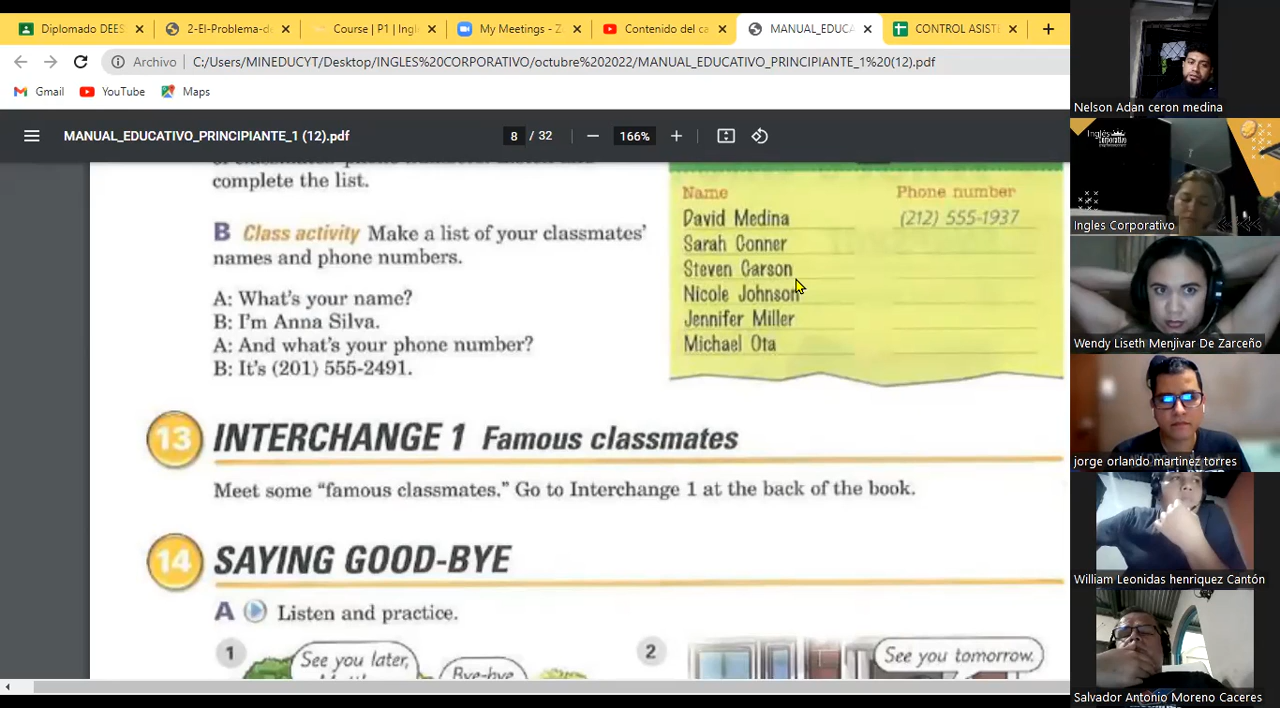 Diplomado DEES
2-El-Problema-de
Course | P1 | Ingl
My Meetings - Z
Contenido del ca
MANUAL_EDUCA
CONTROL ASISTE
Archivo
C:/Users/MINEDUCYT/Desktop/INGLES%20CORPORATIVO/octubre%202022/MANUAL_EDUCATIVO_PRINCIPIANTE_1%20(12).pdf
Gmail
YouTube
Maps
MANUAL_EDUCATIVO_PRINCIPIANTE_1 (12).pdf
8 / 32
166%
complete the list.
B Class activity Make a list of your classmates'
names and phone numbers.
A: What's your name?
B: I'm Anna Silva.
A: And what's your phone number?
B: It's (201) 555-2491.
Name Phone number
David Medina (212) 555-1937
Sarah Conner
Steven Carson
Nicole Johnson
Jennifer Miller
Michael Ota
13 INTERCHANGE 1 Famous classmates
Meet some "famous classmates." Go to Interchange 1 at the back of the book.
14 SAYING GOOD-BYE
A Listen and practice.
1
See you later,
Bye-bye
2
See you tomorrow.
Nelson Adan ceron medina
Inglés
Corporativo
Ingles Corporativo
Wendy Liseth Menjivar De Zarceño
jorge orlando martinez torres
William Leonidas henriquez Cantón
Salvador Antonio Moreno Caceres